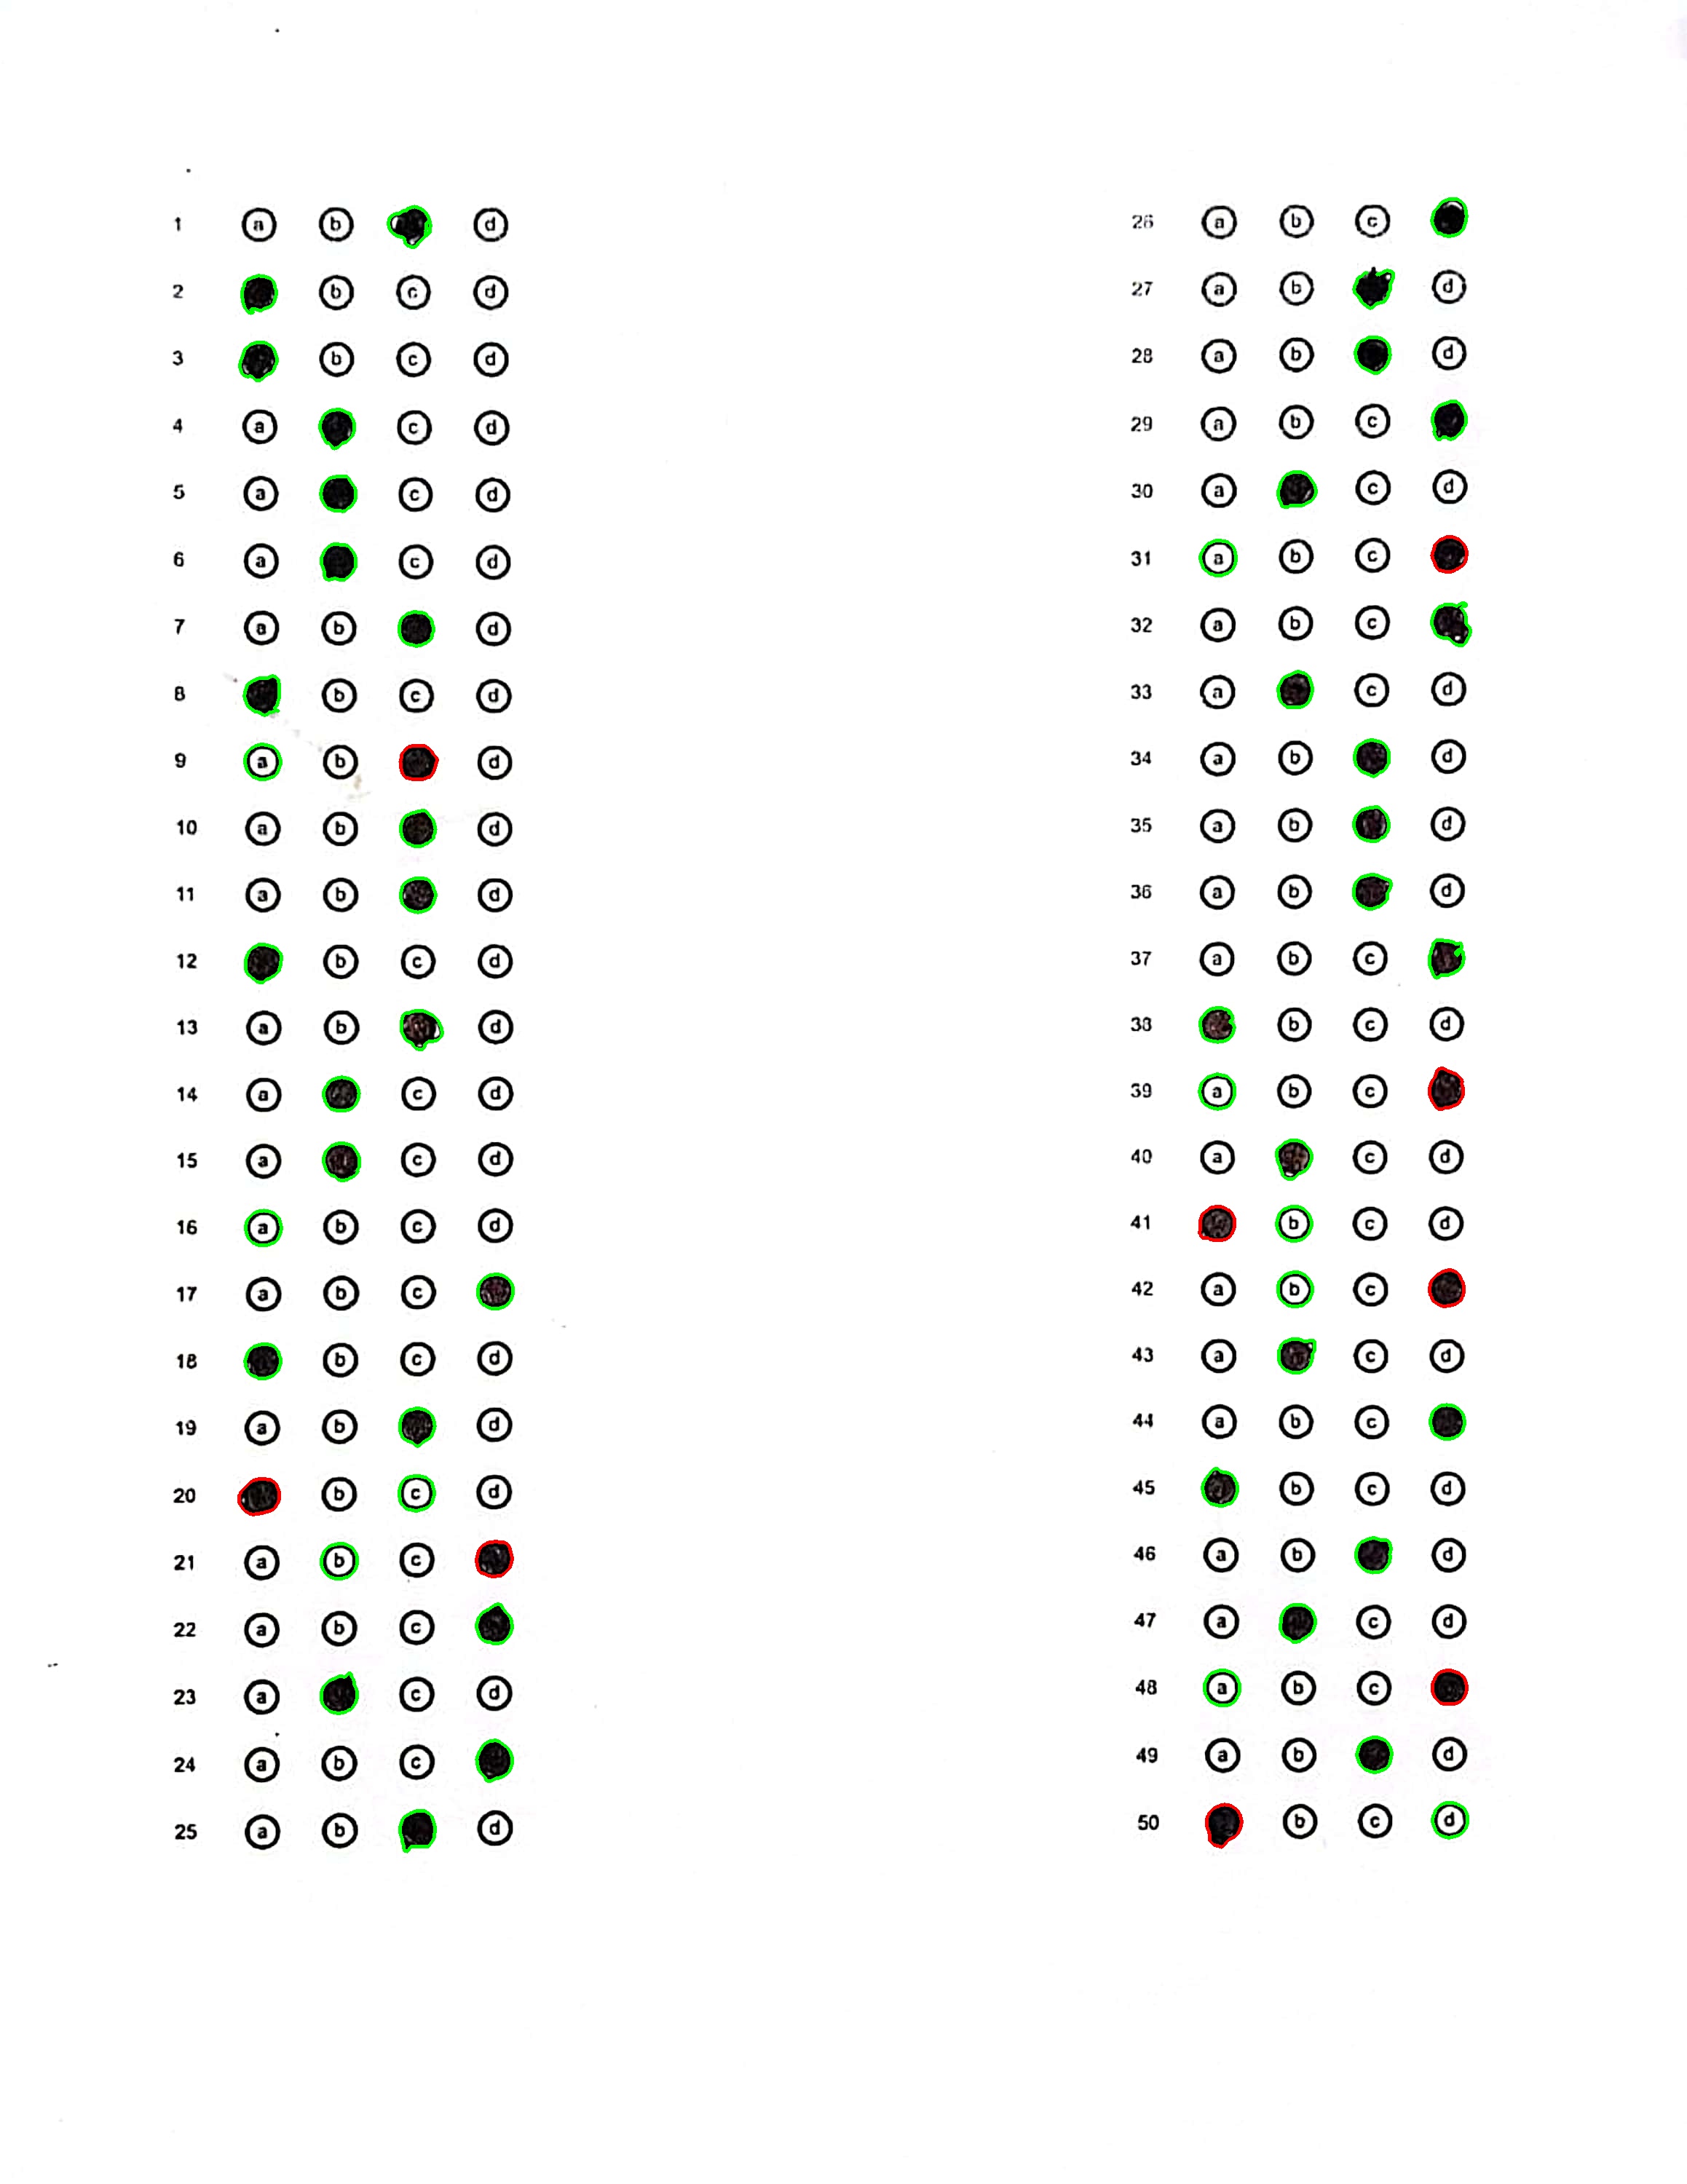 1 a b d
2 b c d
3 b c d
4 a c d
5 a c d
6 a c d
7 a b d
8 b c d
9 a b d
10 a b d
11 a b d
12 b c d
13 a b d
14 a c d
15 a c d
16 a b c d
17 a b c
18 b c d
19 a b d
20 b c d
21 a b c
22 a b c
23 a c d
24 a b c
25 a b d
26 a b c
27 a b d
28 a b d
29 a b c
30 a c d
31 a b c
32 a b c
33 a c d
34 a b d
35 a b d
36 a b d
37 a b c
38 b c d
39 a b c
40 a c d
41 b c d
42 a b c
43 a c d
44 a b c
45 b c d
46 a b d
47 a c d
48 a b c
49 a b d
50 b c d